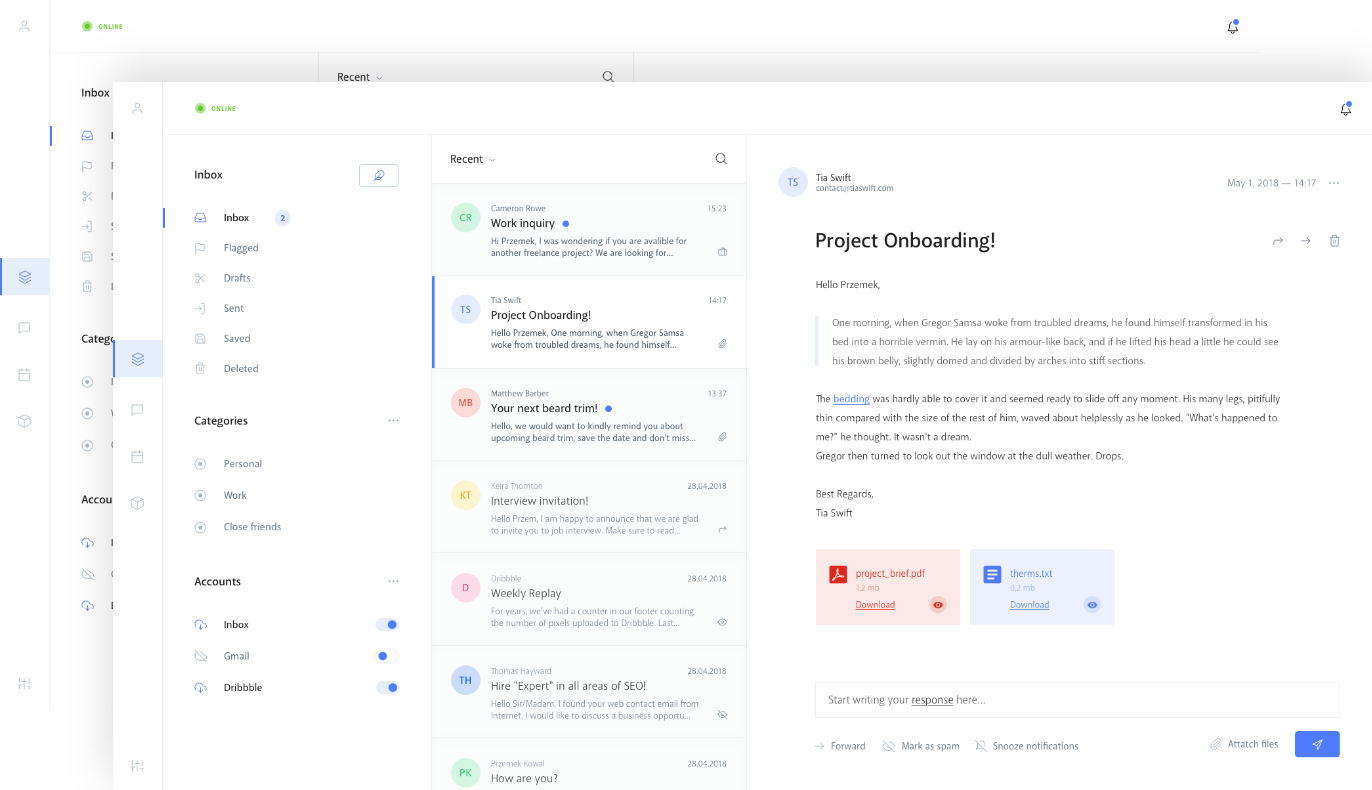 ONLINE
Recent
Inbox
ONLINE
Inbox
Inbox 2
Flagged
Drafts
Sent
Saved
Deleted
Categories
Personal
Work
Close friends
Accounts
Inbox
Gmail
Dribbble
Recent
CR
Cameron Rowe 15:23
Work inquiry
Hi Przemek, I was wondering if you are avalible for
another freelance project? We are looking for...
TS
Tia Swift 14:17
Project Onboarding!
Hello Przemek, One morning, when Gregor Samsa
woke from troubled dreams, he found himself...
MB
Matthew Barber 13:37
Your next beard trim!
Hello, we would want to kindly remind you about
upcoming beard trim, save the date and don't miss...
KT
Keira Thornton 28.04.2018
Interview invitation!
Hello Przem, I am happy to announce that we are glad
to invite you to job interview. Make sure to read...
D
Dribbble 28.04.2018
Weekly Replay
For years, we've had a counter in our footer counting
the number of pixels uploaded to Dribbble. Last...
TH
Thomas Hayward 28.04.2018
Hire "Expert" in all areas of SEO!
Hello Sir/Madam, I found your web contact email from
Internet. I would like to discuss a business opportu...
PK
Przemek Kowal 28.04.2018
How are you?
TS
Tia Swift
contact@tiaswift.com
May 1, 2018 — 14:17
Project Onboarding!
Hello Przemek,
One morning, when Gregor Samsa woke from troubled dreams, he found himself transformed in his
bed into a horrible vermin. He lay on his armour-like back, and if he lifted his head a little he could see
his brown belly, slightly domed and divided by arches into stiff sections.
The bedding was hardly able to cover it and seemed ready to slide off any moment. His many legs, pitifully
thin compared with the size of the rest of him, waved about helplessly as he looked. "What's happened to
me?" he thought. It wasn't a dream.
Gregor then turned to look out the window at the dull weather. Drops.
Best Regards,
Tia Swift
project_brief.pdf
1.2 mb
Download
therms.txt
0.2 mb
Download
Start writing your response here...
Forward Mark as spam Snooze notifications Attatch files